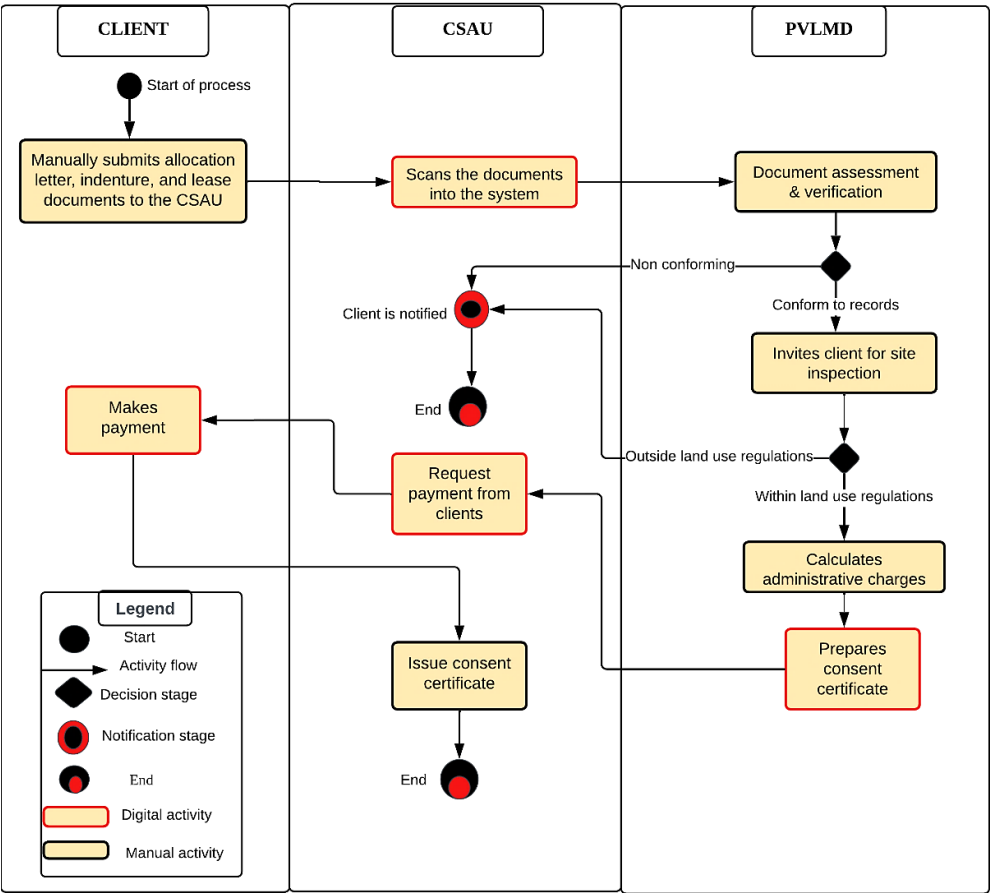 CLIENT
CSAU
PVLMD
Start of process
Manually submits allocation
letter, indenture, and lease
documents to the CSAU
Scans the documents
into the system
Document assessment
& verification
Non conforming
Conform to records
Client is notified
Invites client for site
inspection
End
Makes
payment
Request
payment from
clients
Outside land use regulations
Within land use regulations
Calculates
administrative charges
Prepares
consent
certificate
Issue consent
certificate
End
Legend
Start
Activity flow
Decision stage
Notification stage
End
Digital activity
Manual activity